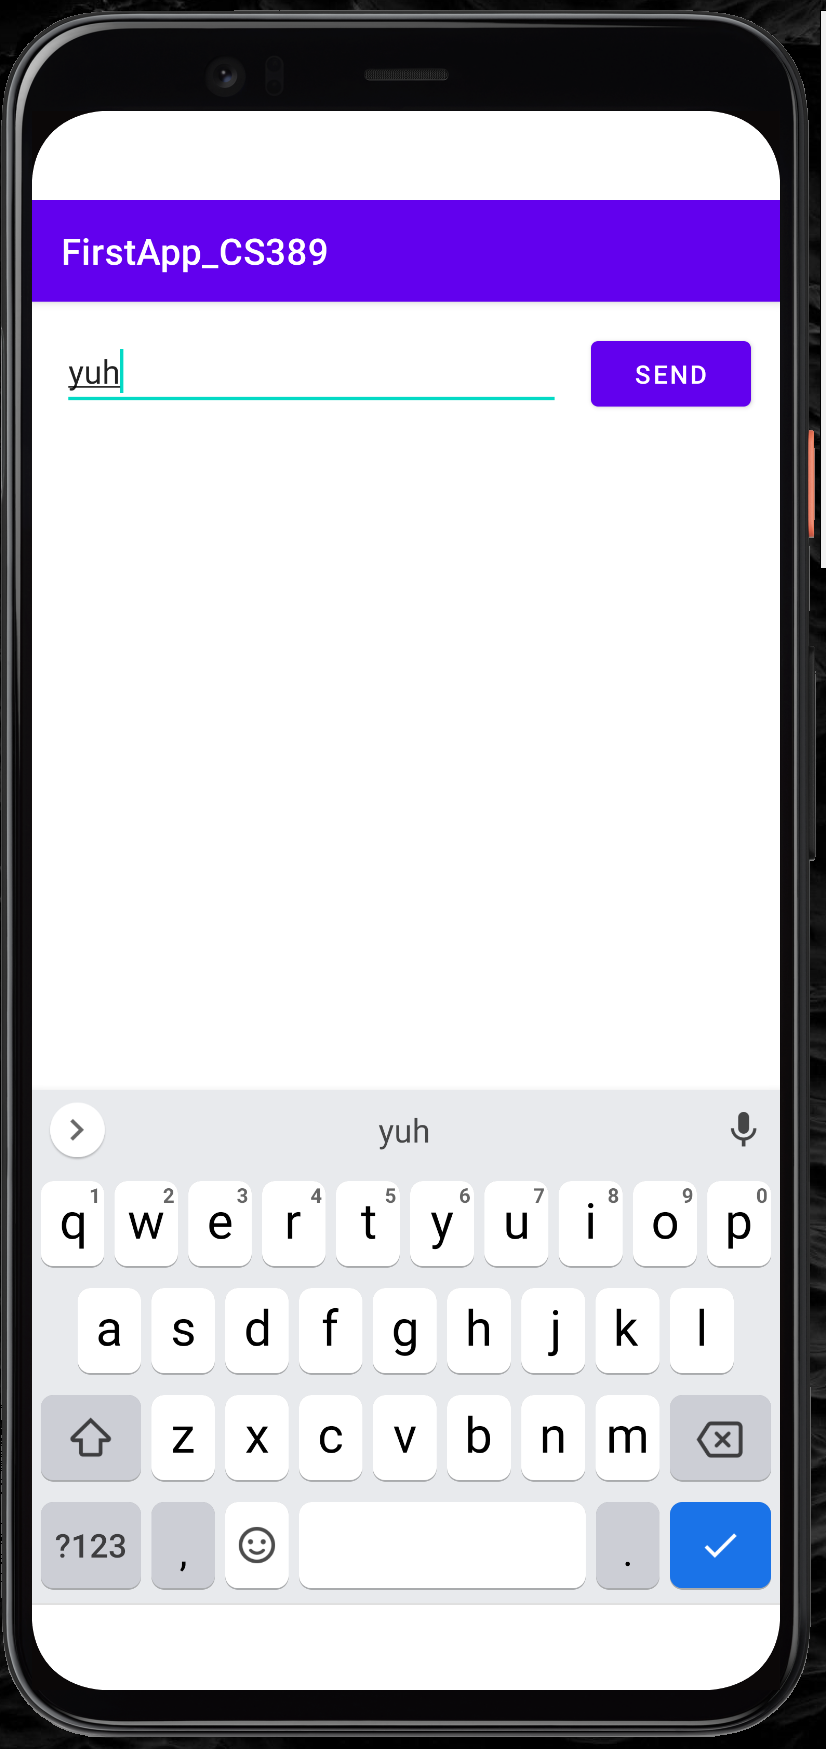 FirstApp_CS389
yuh SEND
yuh
1 2 3 4 5 6 7 8 9 0
q w e r t y u i o p
a s d f g h j k l
z x c v b n m
?123 , .